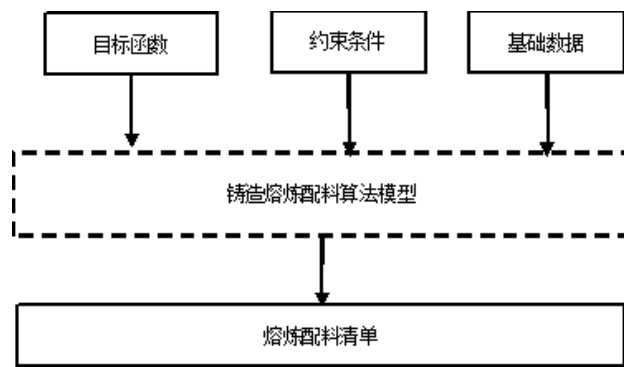 目标函数
约束条件
基础数据
铸造熔炼配料算法模型
熔炼配料清单